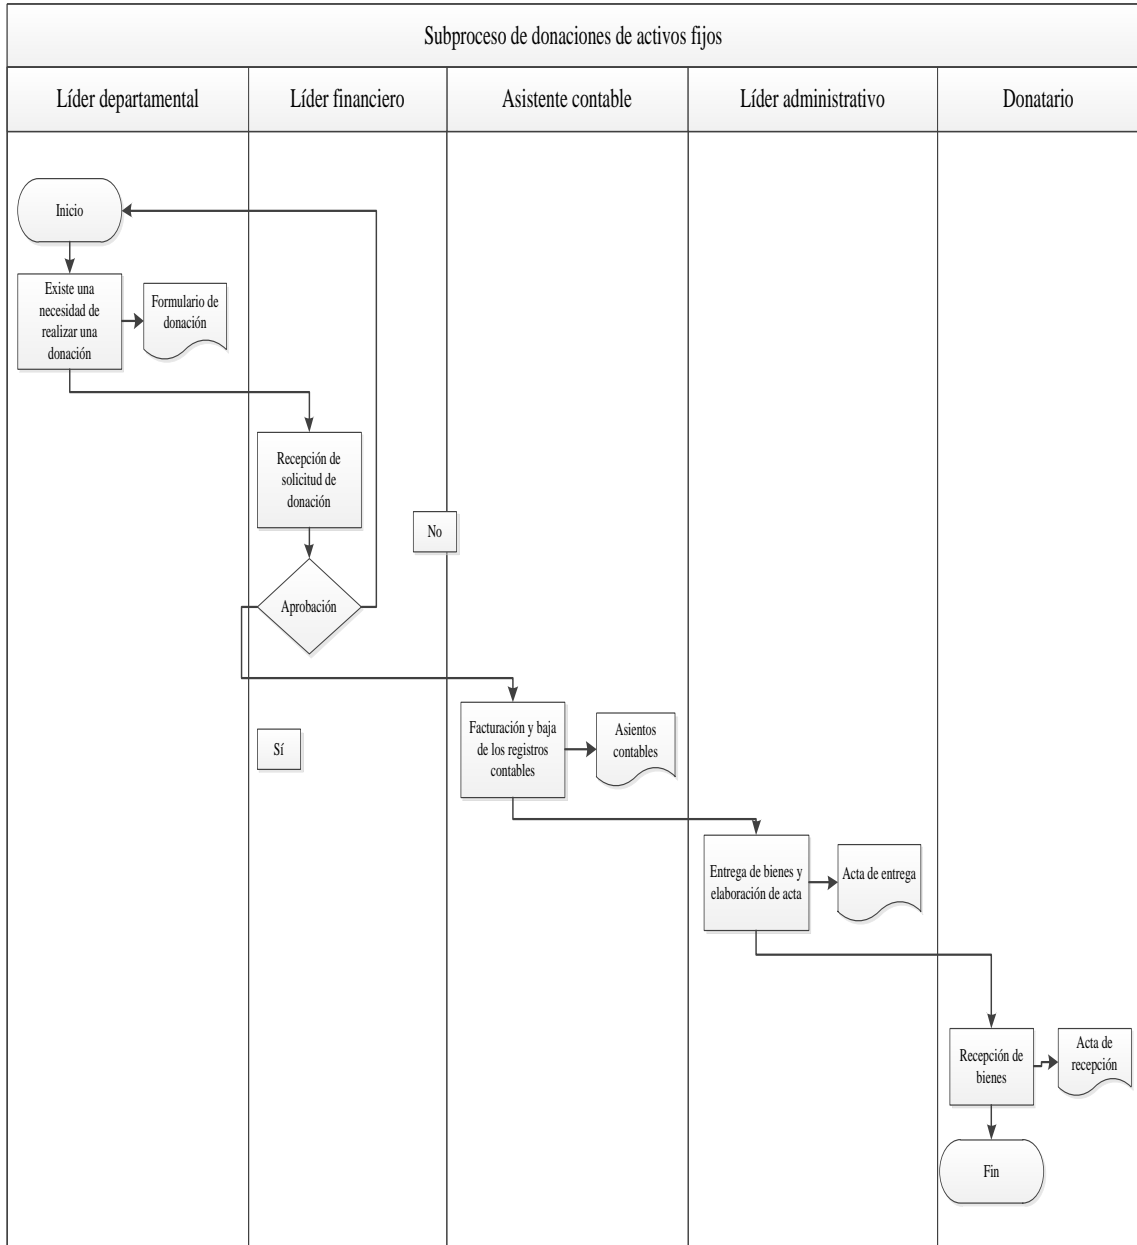 Subproceso de donaciones de activos fijos
Líder departamental
Líder financiero
Asistente contable
Líder administrativo
Donatario
Inicio
Existe una
necesidad de
realizar una
donación
Formulario de
donación
Recepción de
solicitud de
donación
No
Aprobación
Facturación y baja
de los registros
contables
Asientos
contables
Sí
Entrega de bienes y
elaboración de acta
Acta de entrega
Recepción de
bienes
Acta de
recepción
Fin